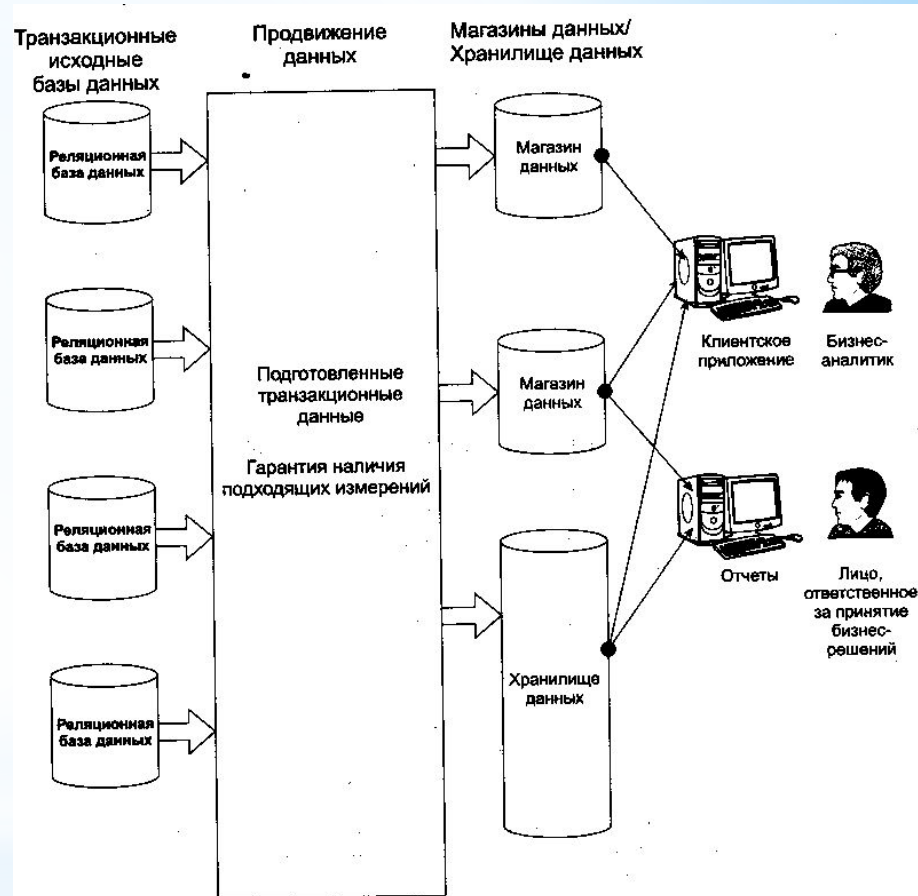 Транзакционные
исходные
базы данных
Продвижение
данных
Магазины данных/
Хранилище данных
Реляционная
база данных
Магазин
данных
Реляционная
база данных
Подготовленные
транзакционные
данные
Гарантия наличия
подходящих измерений
Магазин
данных
Клиентское
приложение
Бизнес-
аналитик
Реляционная
база данных
Отчеты
Лицо,
ответственное
за принятие
бизнес-
решений
Реляционная
база данных
Хранилище
данных